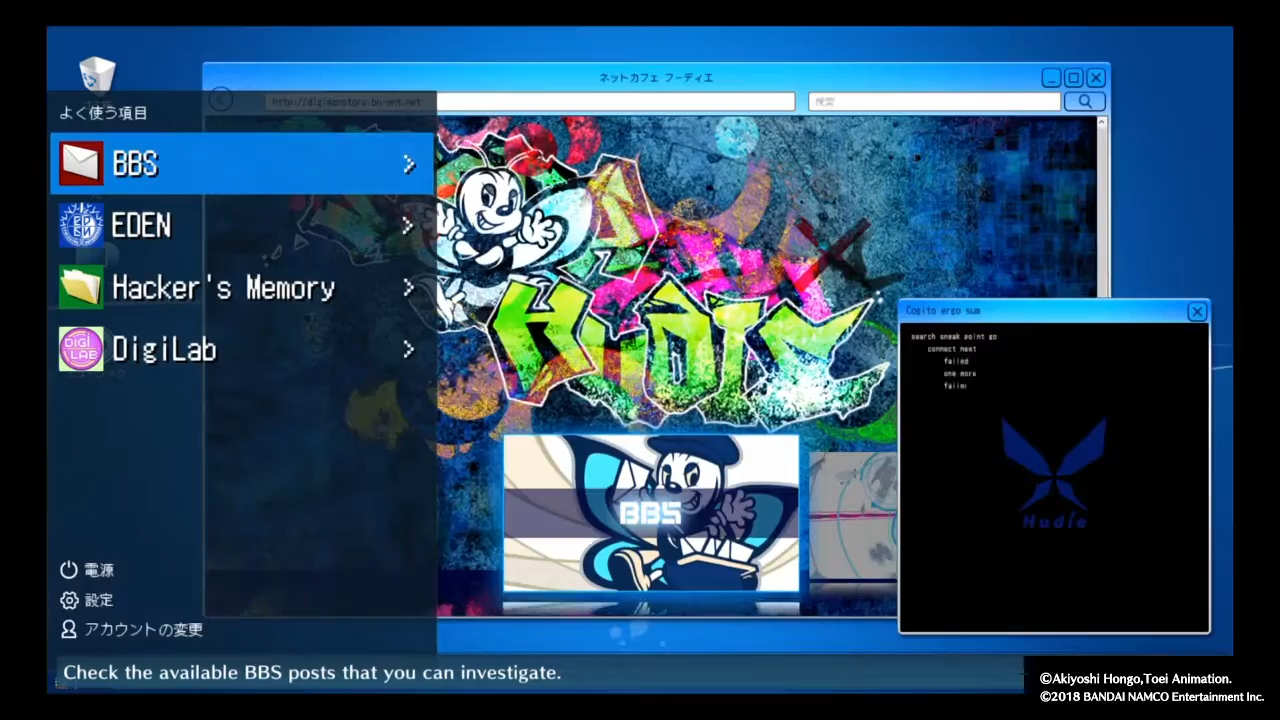 ネットカフェ フーディエ
http://digimonstory.bn-ent.net
検索
よく使う項目
BBS
EDEN
Hacker's Memory
DigiLab
HUDIE
Cogito ergo sum
search sneak point go
connect next
failed
one more
BBS
Hudie
電源
設定
アカウントの変更
Check the available BBS posts that you can investigate.
©Akiyoshi Hongo,Toei Animation.
©2018 BANDAI NAMCO Entertainment Inc.
DIGI
LAB